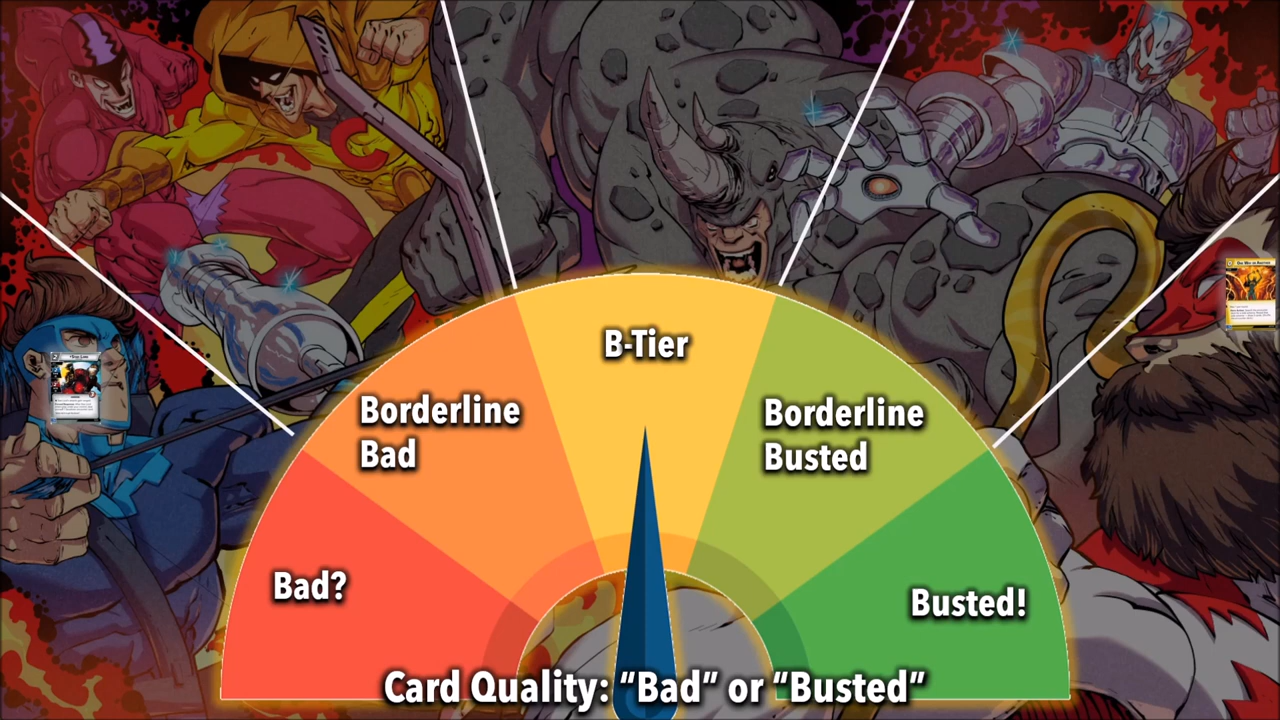 B-Tier
Borderline
Bad
Borderline
Busted
Bad?
Busted!
Card Quality: “Bad” or “Busted”
C